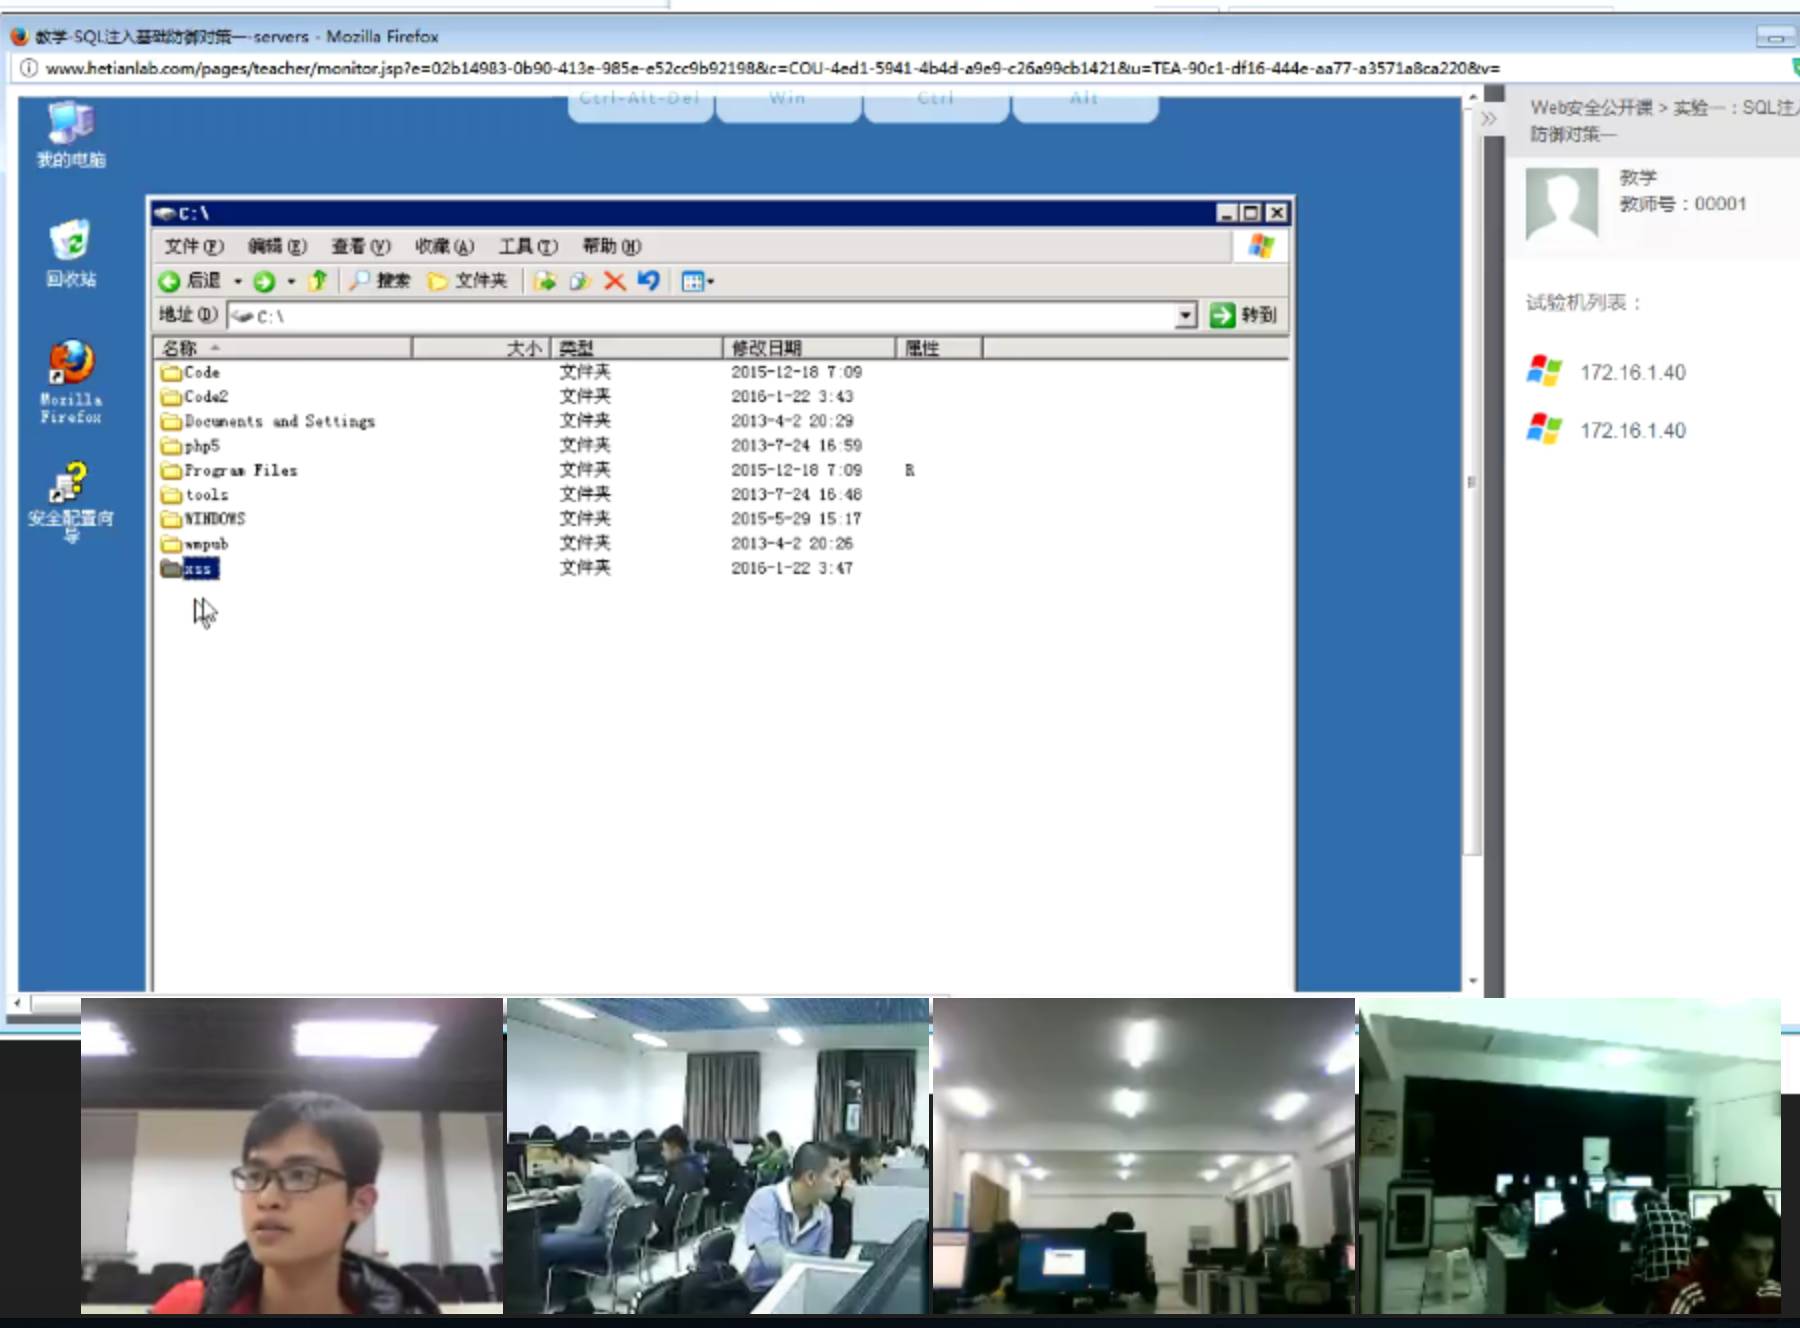 教学-SQL注入基础防御对策一-servers - Mozilla Firefox
www.hetianlab.com/pages/teacher/monitor.jsp?e=02b14983-0b90-413e-985e-e52cc9b92198&c=COU-4ed1-5941-4b4d-a9e9-c26a99cb1421&u=TEA-90c1-df16-444e-aa77-a3571a8ca220&v=
Ctrl-Alt-Del Win Ctrl Alt
我的电脑
回收站
Mozilla
Firefox
安全配置向
导
C:\
文件(F) 编辑(E) 查看(V) 收藏(A) 工具(T) 帮助(H)
后退 搜索 文件夹
地址(D) C:\ 转到
名称 大小 类型 修改日期 属性
Code 文件夹 2015-12-18 7:09
Code2 文件夹 2016-1-22 3:43
Documents and Settings 文件夹 2013-4-2 20:29
php5 文件夹 2013-7-24 16:59
Program Files 文件夹 2015-12-18 7:09 R
tools 文件夹 2013-7-24 16:48
WINDOWS 文件夹 2015-5-29 15:17
wmpub 文件夹 2013-4-2 20:26
xss 文件夹 2016-1-22 3:47
Web安全公开课 > 实验一：SQL注入
防御对策一
教学
教师号：00001
试验机列表：
172.16.1.40
172.16.1.40